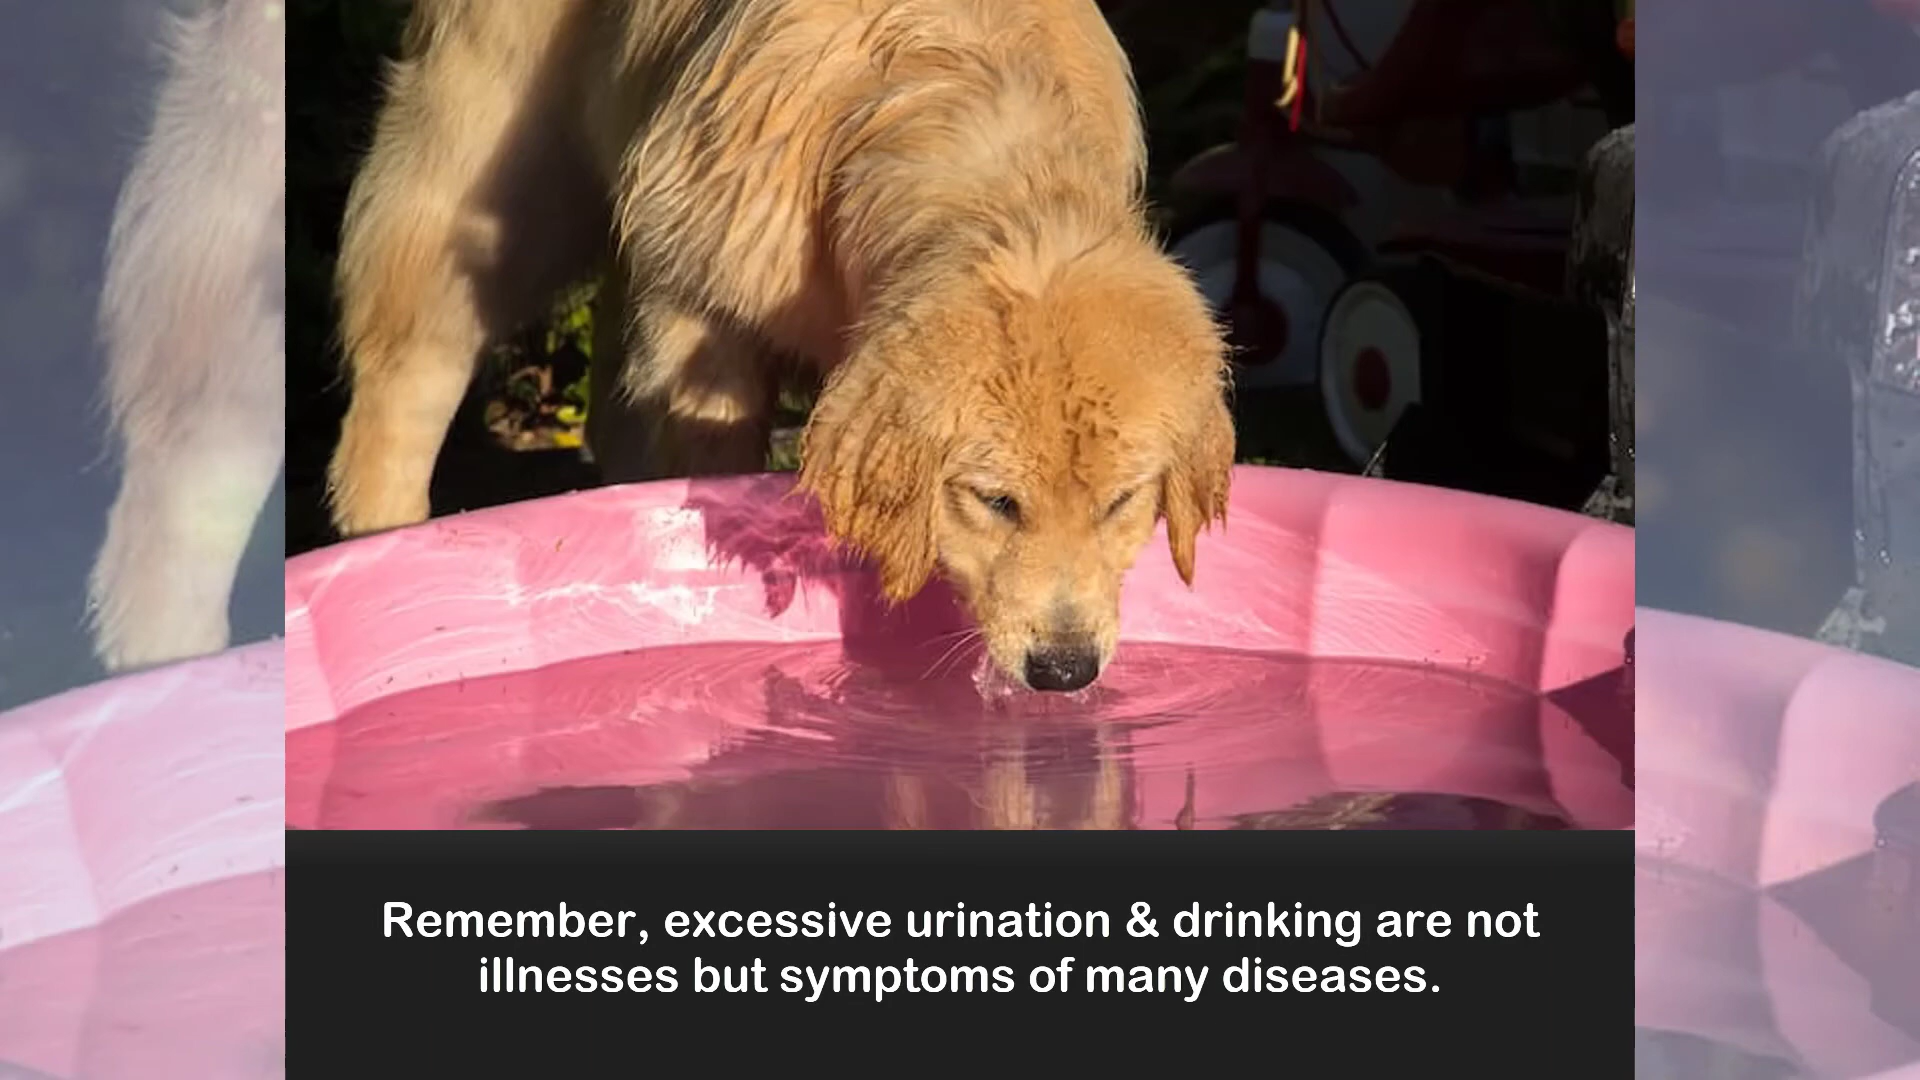 Remember, excessive urination & drinking are not
illnesses but symptoms of many diseases.